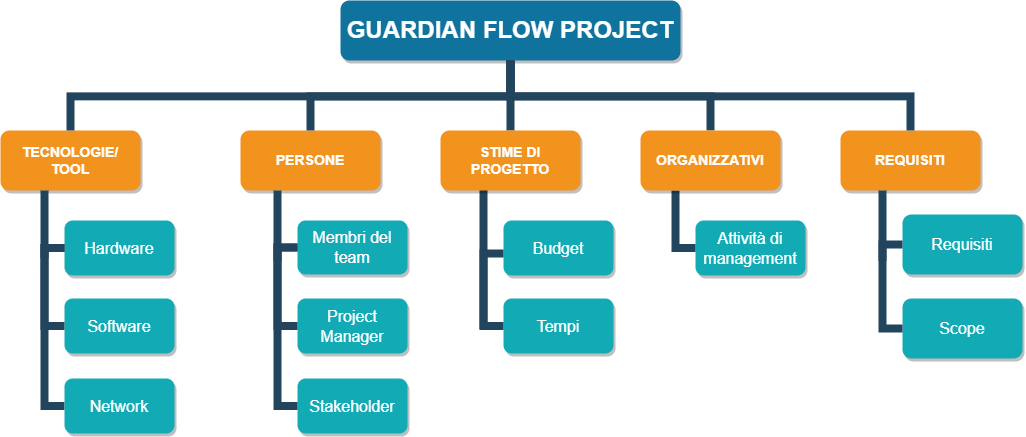 GUARDIAN FLOW PROJECT
TECNOLOGIE/
TOOL
PERSONE
STIME DI
PROGETTO
ORGANIZZATIVI
REQUISITI
Hardware
Software
Network
Membri del
team
Project
Manager
Stakeholder
Budget
Tempi
Attività di
management
Requisiti
Scope